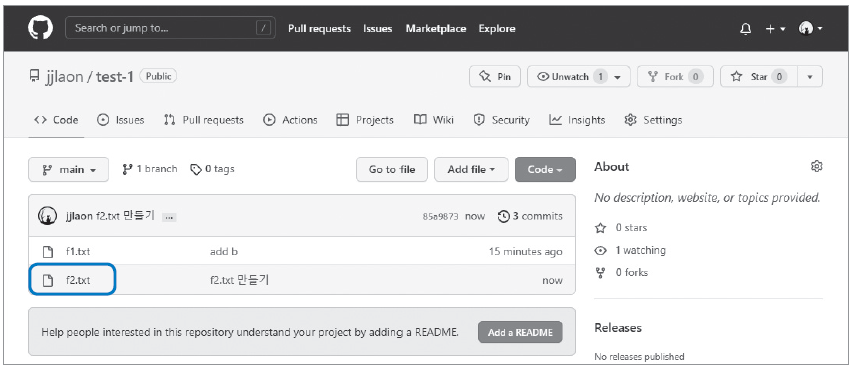 Search or jump to... / Pull requests Issues Marketplace Explore
jjlaon / test-1 Public Pin Unwatch 1 Fork 0 Star 0
Code Issues Pull requests Actions Projects Wiki Security Insights Settings
main 1 branch 0 tags Go to file Add file Code
About
No description, website, or topics provided.
jjlaon f2.txt 만들기 ... 85a9873 now 3 commits
0 stars
f1.txt add b 15 minutes ago
1 watching
f2.txt f2.txt 만들기 now
0 forks
Help people interested in this repository understand your project by adding a README. Add a README
Releases
No releases published